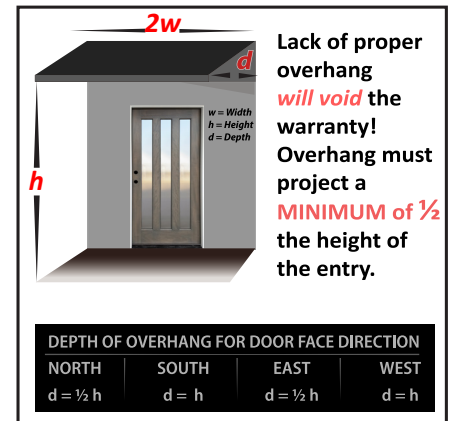 2w
d
w = Width
h = Height
d = Depth
h
Lack of proper
overhang
will void the
warranty!
Overhang must
project a
MINIMUM of ½
the height of
the entry.
DEPTH OF OVERHANG FOR DOOR FACE DIRECTION
NORTH SOUTH EAST WEST
d = ½ h d = h d = ½ h d = h